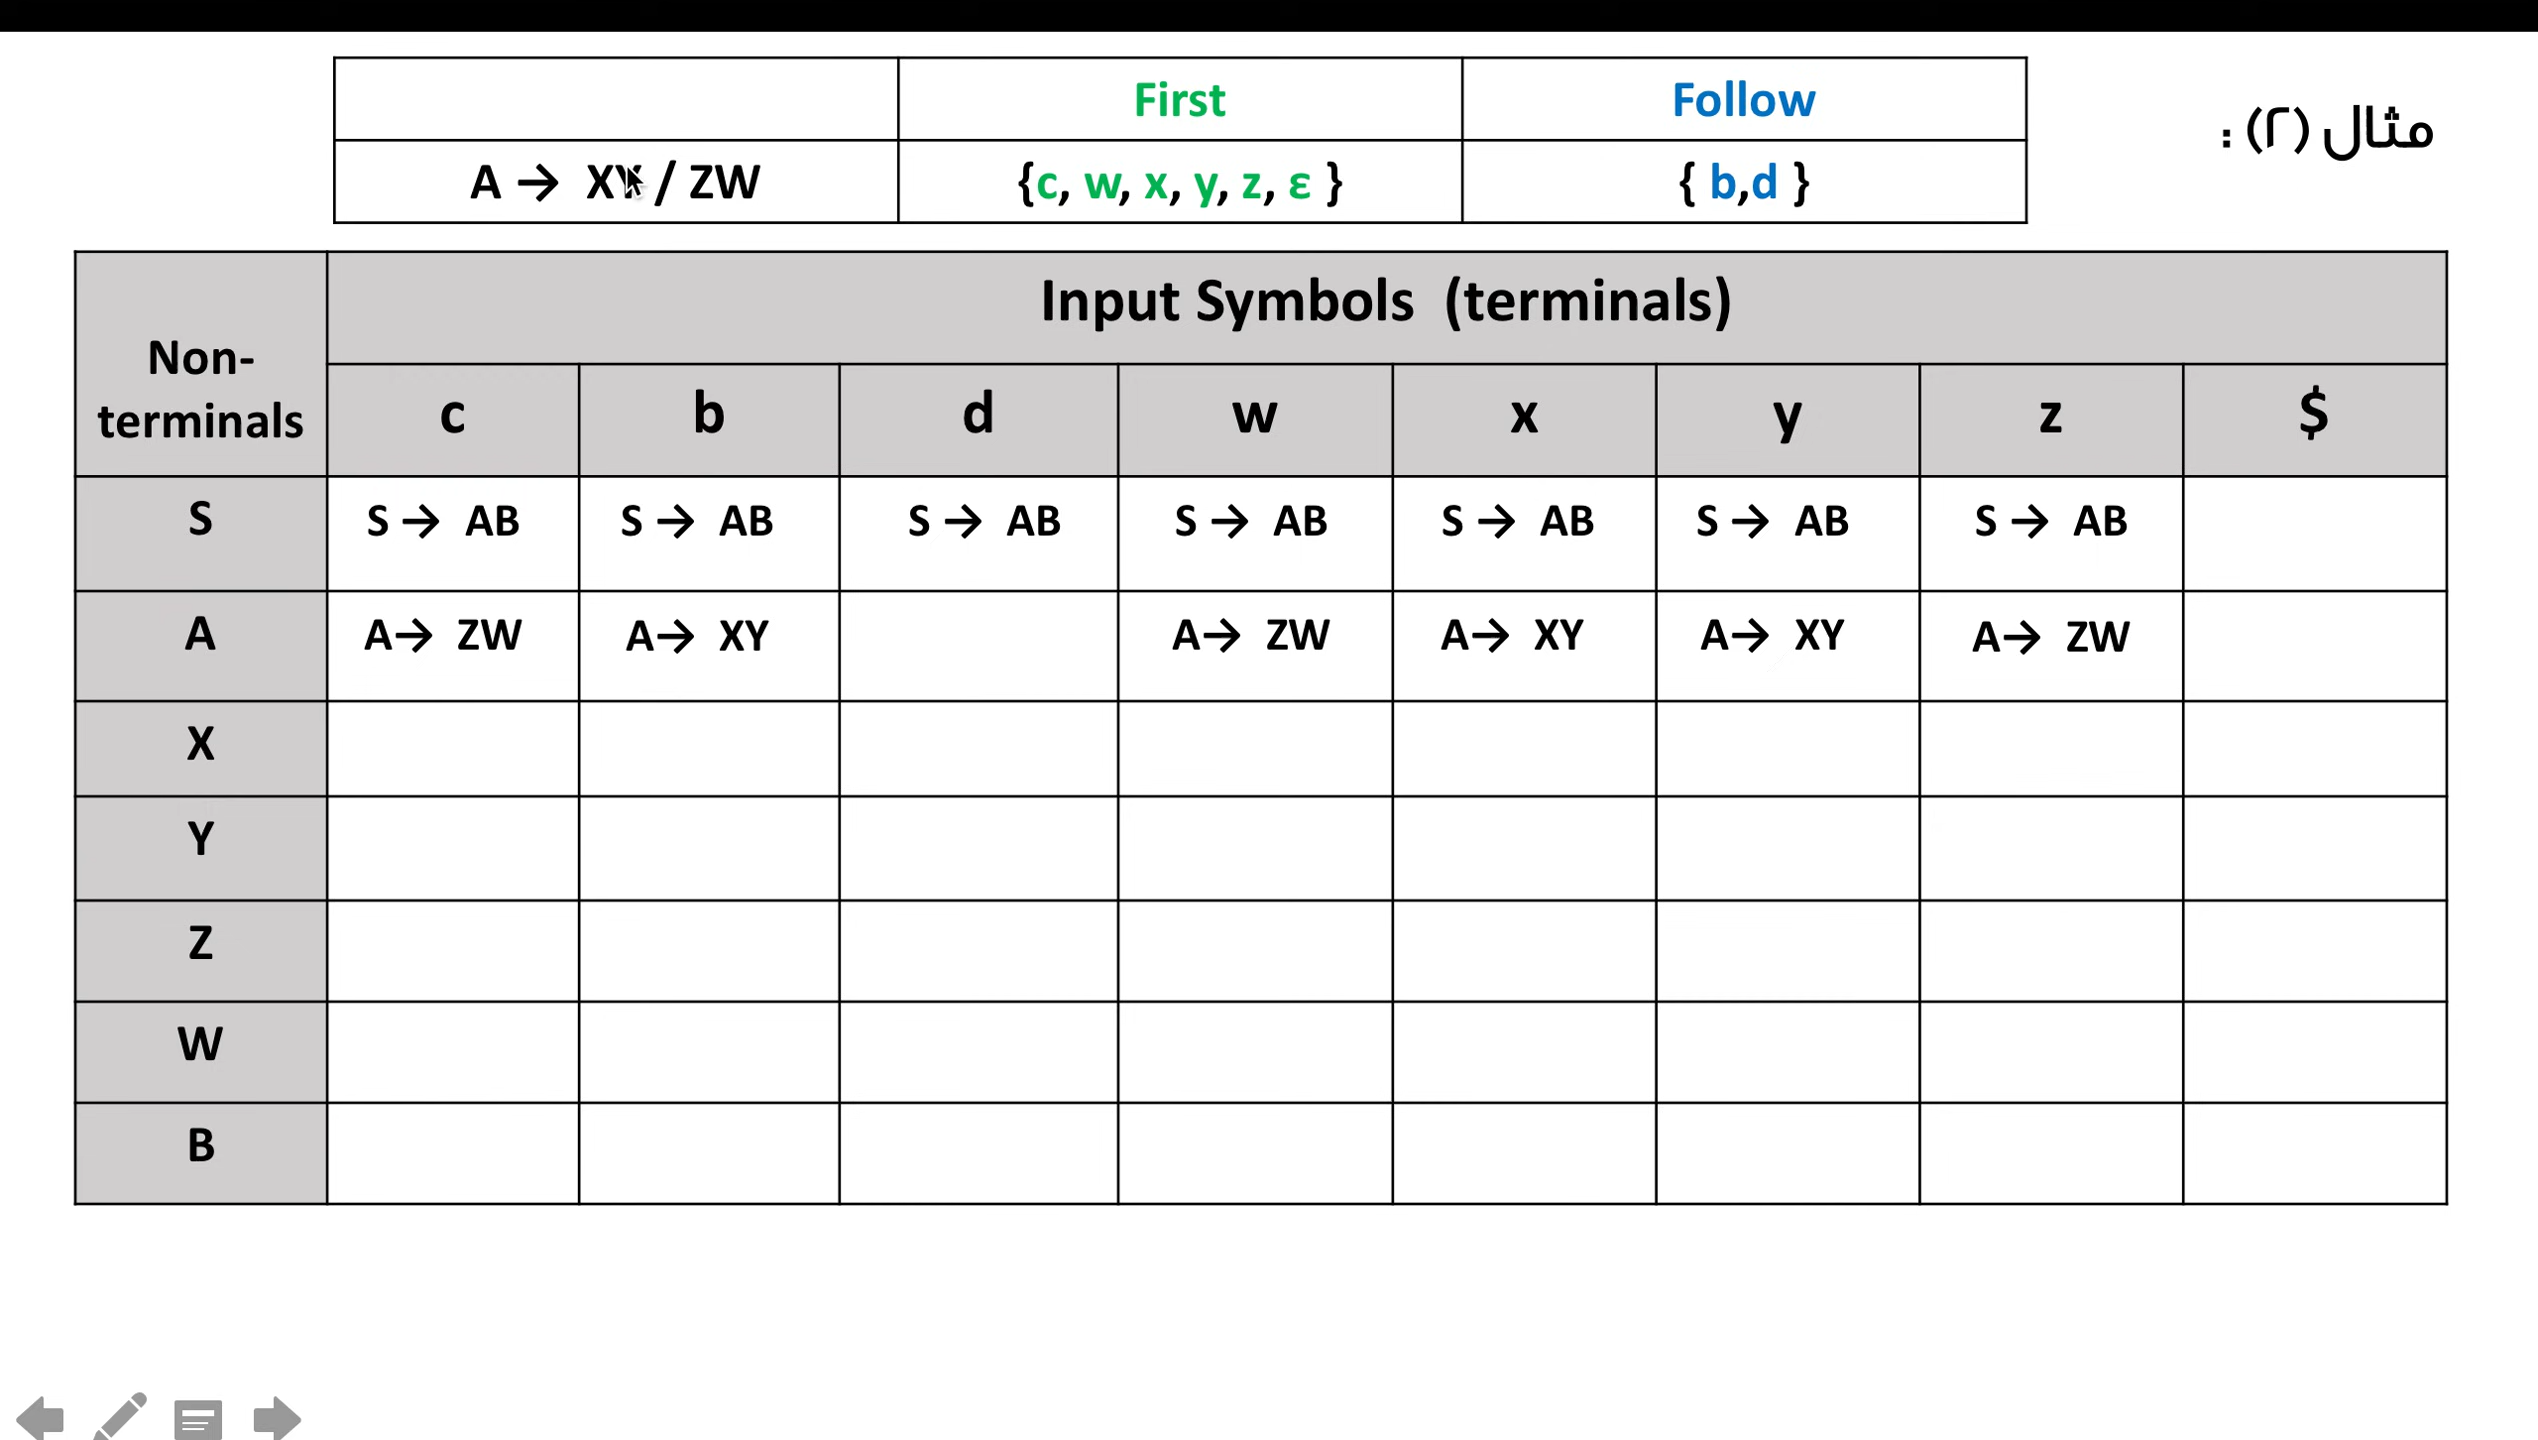 First Follow
مثال (٢) :
A → XY / ZW {c, w, x, y, z, ε } { b,d }
Input Symbols (terminals)
Non-
terminals
c b d w x y z $
S S → AB S → AB S → AB S → AB S → AB S → AB S → AB
A A→ ZW A→ XY A→ ZW A→ XY A→ XY A→ ZW
X
Y
Z
W
B